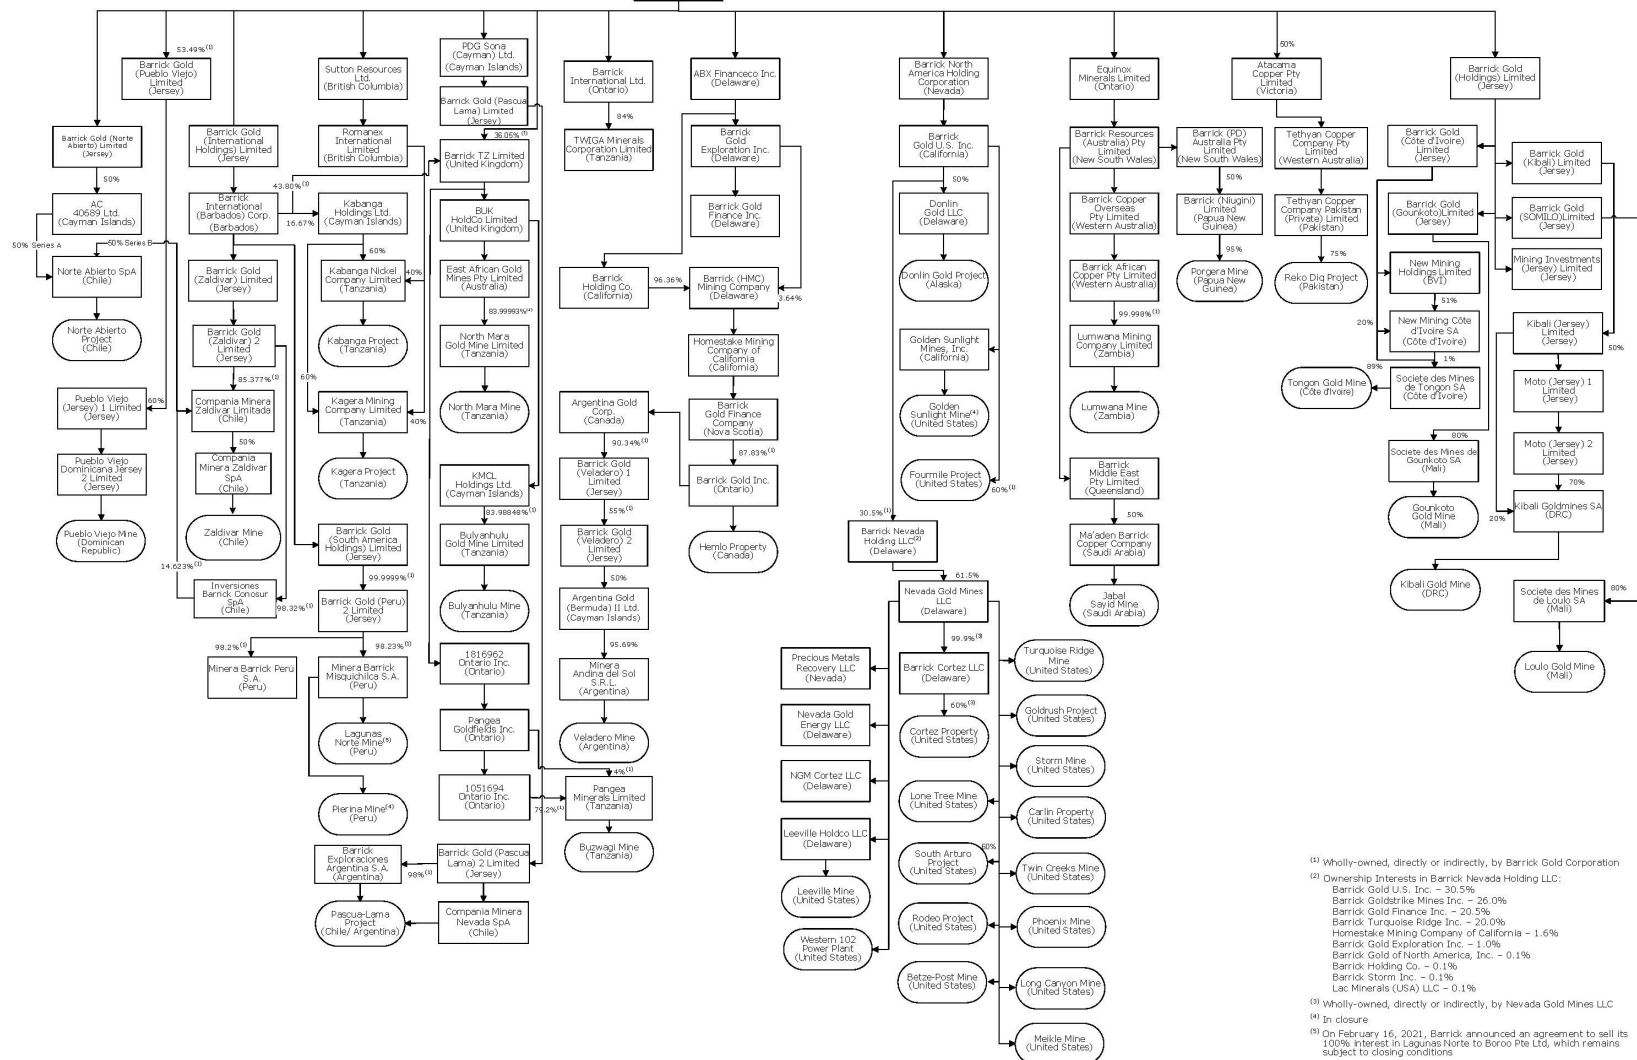 53.49%(1)
Barrick Gold
(Pueblo Viejo)
Limited
(Jersey)
Sutton Resources
Ltd.
(British Columbia)
PDG Sona
(Cayman) Ltd.
(Cayman Islands)
Barrick
International Ltd.
(Ontario)
ABX Financeco Inc.
(Delaware)
Barrick North
America Holding
Corporation
(Nevada)
Equinox
Minerals Limited
(Ontario)
50%
Atacama
Copper Pty
Limited
(Victoria)
Barrick Gold
(Holdings) Limited
(Jersey)
Barrick Gold (Norte
Abierto) Limited
(Jersey)
Barrick Gold
(International
Holdings) Limited
(Jersey
Romanex
International
Limited
(British Columbia)
Barrick Gold (Pascua
Lama) Limited
(Jersey)
36.05%(1)
Barrick TZ Limited
(United Kingdom)
84%
TWIGA Minerals
Corporation Limited
(Tanzania)
Barrick
Gold
Exploration Inc.
(Delaware)
Barrick
Gold U.S. Inc.
(California)
Barrick Resources
(Australia) Pty
Limited
(New South Wales)
Barrick (PD)
Australia Pty
Limited
(New South Wales)
Tethyan Copper
Company Pty
Limited
(Western Australia)
Barrick Gold
(Côte d'Ivoire)
Limited
(Jersey)
Barrick Gold
(Kibali) Limited
(Jersey)
50%
AC
40689 Ltd.
(Cayman Islands)
43.80%(1)
Barrick
International
(Barbados) Corp.
(Barbados)
16.67%
Kabanga
Holdings Ltd.
(Cayman Islands)
BUK
HoldCo Limited
(United Kingdom)
Barrick Gold
Finance Inc.
(Delaware)
50%
Donlin
Gold LLC
(Delaware)
Barrick Copper
Overseas
Pty Limited
(Western Australia)
50%
Barrick (Niugini)
Limited
(Papua New
Guinea)
Tethyan Copper
Company Pakistan
(Private) Limited
(Pakistan)
Barrick Gold
(Gounkoto)Limited
(Jersey)
Barrick Gold
(SOMILO)Limited
(Jersey)
50% Series A
50% Series B
Norte Abierto SpA
(Chile)
Barrick Gold
(Zaldivar) Limited
(Jersey)
60%
Kabanga Nickel
Company Limited
(Tanzania)
40%
East African Gold
Mines Pty Limited
(Australia)
Barrick
Holding Co.
(California)
96.36%
Barrick (HMC)
Mining Company
(Delaware)
3.64%
Donlin Gold Project
(Alaska)
Barrick African
Copper Pty Limited
(Western Australia)
95%
Porgera Mine
(Papua New
Guinea)
75%
Reko Diq Project
(Pakistan)
New Mining
Holdings Limited
(BVI)
Mining Investments
(Jersey) Limited
(Jersey)
Norte Abierto
Project
(Chile)
Barrick Gold
(Zaldivar) 2
Limited
(Jersey)
Kabanga Project
(Tanzania)
83.99993%(1)
North Mara
Gold Mine Limited
(Tanzania)
Homestake
Mining
Company of
California
(California)
Golden Sunlight
Mines, Inc.
(California)
99.998%(1)
Lumwana Mining
Company Limited
(Zambia)
51%
20%
New Mining Côte
d'Ivoire SA
(Côte d'Ivoire)
Kibali (Jersey)
Limited
(Jersey)
50%
85.377%(1)
60%
1%
89%
Pueblo Viejo
(Jersey) 1 Limited
(Jersey)
60%
Compania Minera
Zaldivar Limitada
(Chile)
Kagera Mining
Company Limited
(Tanzania)
40%
North Mara Mine
(Tanzania)
Argentina Gold
Corp.
(Canada)
Barrick
Gold Finance
Company
(Nova Scotia)
Golden
Sunlight Mine(4)
(United States)
Lumwana Mine
(Zambia)
Tongon Gold Mine
(Côte d'Ivoire)
Societe des Mines
de Tongon SA
(Côte d'Ivoire)
Moto (Jersey) 1
Limited
(Jersey)
50%
90.34%(1)
87.83%(1)
80%
Pueblo Viejo
Dominicana Jersey
2 Limited
(Jersey)
Compania
Minera Zaldivar
SpA
(Chile)
Kagera Project
(Tanzania)
KMCL
Holdings Ltd.
(Cayman Islands)
Barrick Gold
(Veladero) 1
Limited
(Jersey)
Barrick Gold Inc.
(Ontario)
Fourmile Project
(United States)
60%(1)
Barrick
Middle East
Pty Limited
(Queensland)
Societe des Mines de
Gounkoto SA
(Mali)
Moto (Jersey) 2
Limited
(Jersey)
70%
Pueblo Viejo Mine
(Dominican
Republic)
Zaldivar Mine
(Chile)
Barrick Gold
(South America
Holdings) Limited
(Jersey)
83.98848%(1)
Bulyanhulu
Gold Mine Limited
(Tanzania)
55%(1)
Barrick Gold
(Veladero) 2
Limited
(Jersey)
Hemlo Property
(Canada)
30.5%(1)
Barrick Nevada
Holding LLC(2)
(Delaware)
50%
Ma'aden Barrick
Copper Company
(Saudi Arabia)
Gounkoto
Gold Mine
(Mali)
20%
Kibali Goldmines SA
(DRC)
14.623%(1)
Inversiones
Barrick Conosur
SpA
(Chile)
98.32%(1)
99.9999%(1)
Barrick Gold (Peru)
2 Limited
(Jersey)
Bulyanhulu Mine
(Tanzania)
50%
Argentina Gold
(Bermuda) II Ltd.
(Cayman Islands)
61.5%
Nevada Gold Mines
LLC
(Delaware)
Jabal
Sayid Mine
(Saudi Arabia)
Kibali Gold Mine
(DRC)
Societe des Mines
de Loulo SA
(Mali)
80%
98.2%(1)
98.23%(1)
95.69%
99.9%(3)
Minera Barrick Perú
S.A.
(Peru)
Minera Barrick
Misquichilca S.A.
(Peru)
1816962
Ontario Inc.
(Ontario)
Minera
Andina del Sol
S.R.L.
(Argentina)
Precious Metals
Recovery LLC
(Nevada)
Barrick Cortez LLC
(Delaware)
Turquoise Ridge
Mine
(United States)
Loulo Gold Mine
(Mali)
60%(3)
Lagunas
Norte Mine(5)
(Peru)
Pangea
Goldfields Inc.
(Ontario)
Veladero Mine
(Argentina)
Nevada Gold
Energy LLC
(Delaware)
Cortez Property
(United States)
Goldrush Project
(United States)
4%(1)
Storm Mine
(United States)
Pierina Mine(4)
(Peru)
1051694
Ontario Inc.
(Ontario)
79.2%(1)
Pangea
Minerals Limited
(Tanzania)
NGM Cortez LLC
(Delaware)
Lone Tree Mine
(United States)
Carlin Property
(United States)
Barrick
Exploraciones
Argentina S.A.
(Argentina)
98%(1)
Barrick Gold (Pascua
Lama) 2 Limited
(Jersey)
Buzwagi Mine
(Tanzania)
Leeville Holdco LLC
(Delaware)
60%
South Arturo
Project
(United States)
Twin Creeks Mine
(United States)
Leeville Mine
(United States)
Pascua-Lama
Project
(Chile/ Argentina)
Compania Minera
Nevada SpA
(Chile)
Rodeo Project
(United States)
Phoenix Mine
(United States)
Western 102
Power Plant
(United States)
Betze-Post Mine
(United States)
Long Canyon Mine
(United States)
Meikle Mine
(United States)
(1) Wholly-owned, directly or indirectly, by Barrick Gold Corporation
(2) Ownership Interests in Barrick Nevada Holding LLC:
Barrick Gold U.S. Inc. – 30.5%
Barrick Goldstrike Mines Inc. – 26.0%
Barrick Gold Finance Inc. – 20.5%
Barrick Turquoise Ridge Inc. – 20.0%
Homestake Mining Company of California – 1.6%
Barrick Gold Exploration Inc. – 1.0%
Barrick Gold of North America, Inc. – 0.1%
Barrick Holding Co. – 0.1%
Barrick Storm Inc. – 0.1%
Lac Minerals (USA) LLC – 0.1%
(3) Wholly-owned, directly or indirectly, by Nevada Gold Mines LLC
(4) In closure
(5) On February 16, 2021, Barrick announced an agreement to sell its
100% interest in Lagunas Norte to Boroo Pte Ltd, which remains
subject to closing conditions